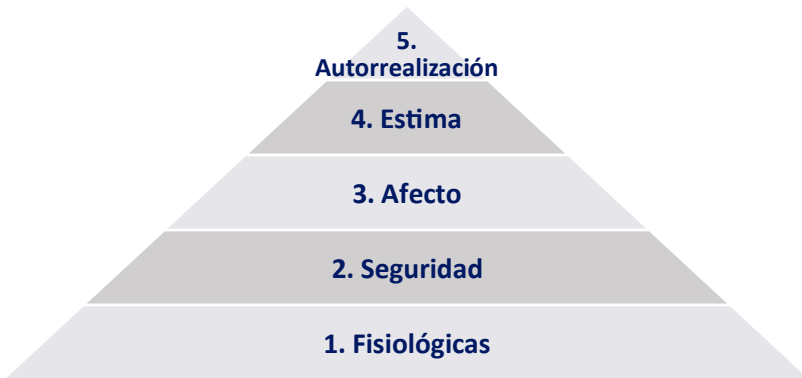 5.
Autorrealización
4. Estima
3. Afecto
2. Seguridad
1. Fisiológicas